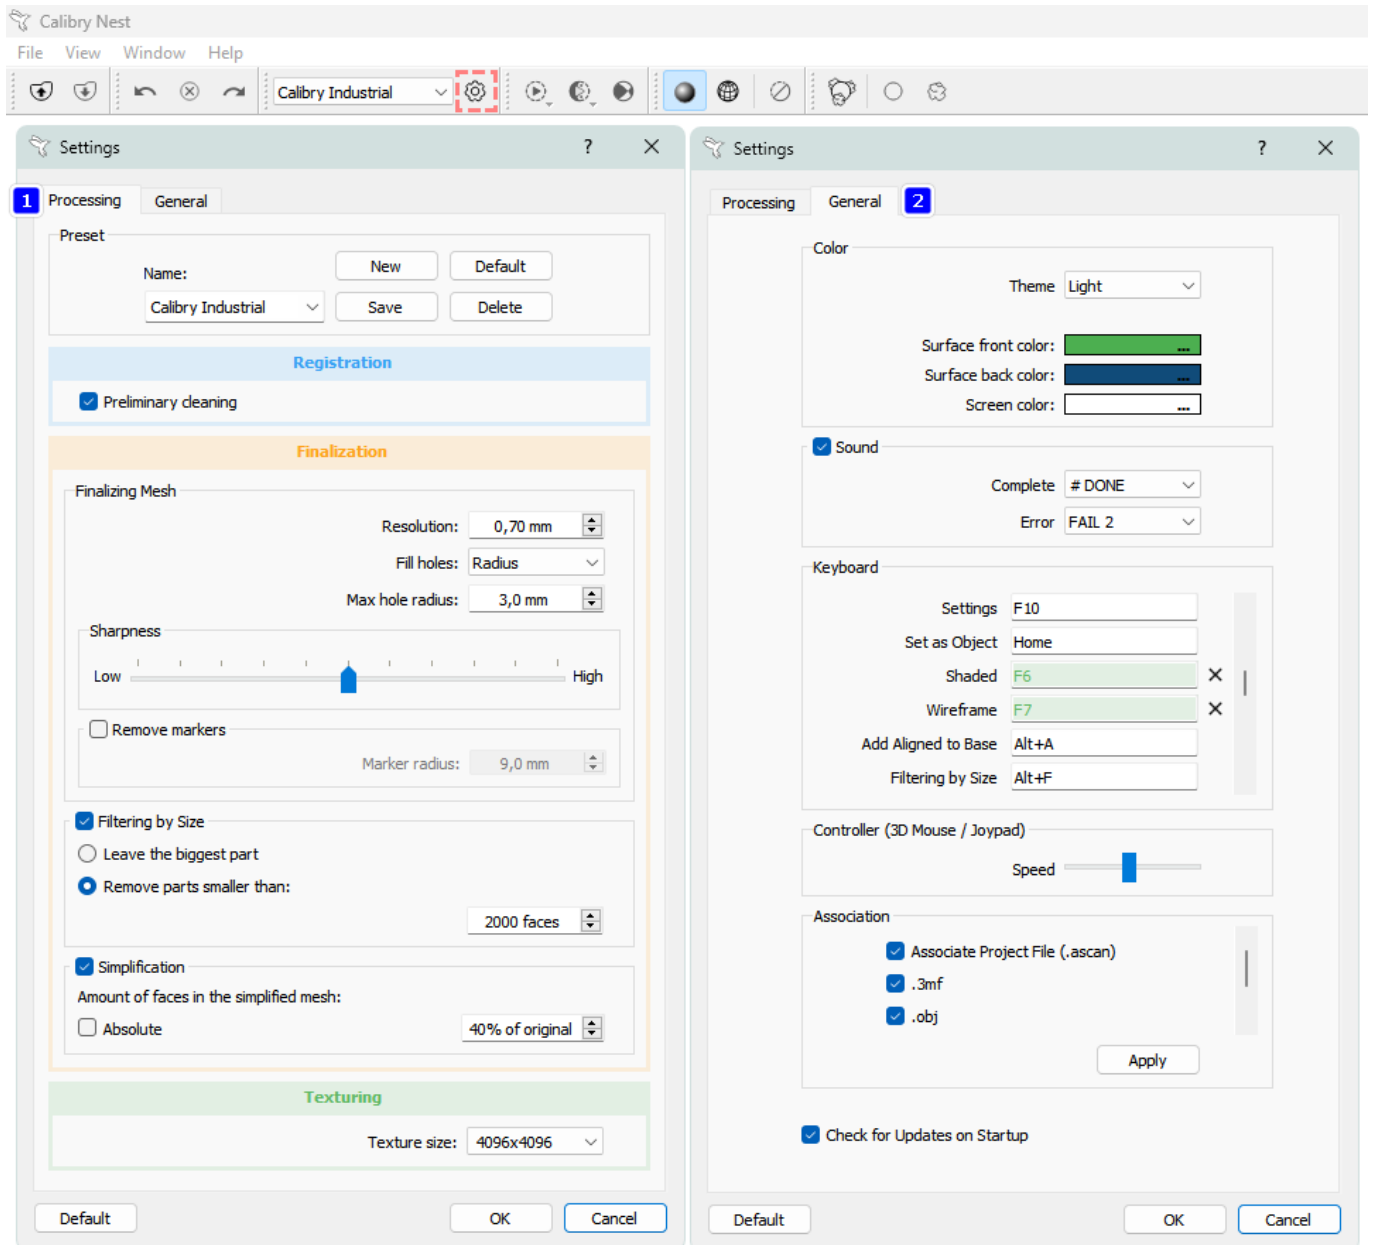 Calibry Nest
File View Window Help
Calibry Industrial
Settings ?
1 Processing General
Preset
Name: New Default
Calibry Industrial Save Delete
Registration
Preliminary cleaning
Finalization
Finalizing Mesh
Resolution: 0,70 mm
Fill holes: Radius
Max hole radius: 3,0 mm
Sharpness
Low High
Remove markers
Marker radius: 9,0 mm
Filtering by Size
Leave the biggest part
Remove parts smaller than:
2000 faces
Simplification
Amount of faces in the simplified mesh:
Absolute 40% of original
Texturing
Texture size: 4096x4096
Default OK Cancel
Settings ?
Processing General 2
Color
Theme Light
Surface front color: ...
Surface back color: ...
Screen color: ...
Sound
Complete # DONE
Error FAIL 2
Keyboard
Settings F10
Set as Object Home
Shaded F6
Wireframe F7
Add Aligned to Base Alt+A
Filtering by Size Alt+F
Controller (3D Mouse / Joypad)
Speed
Association
Associate Project File (.ascan)
.3mf
.obj
Apply
Check for Updates on Startup
Default OK Cancel